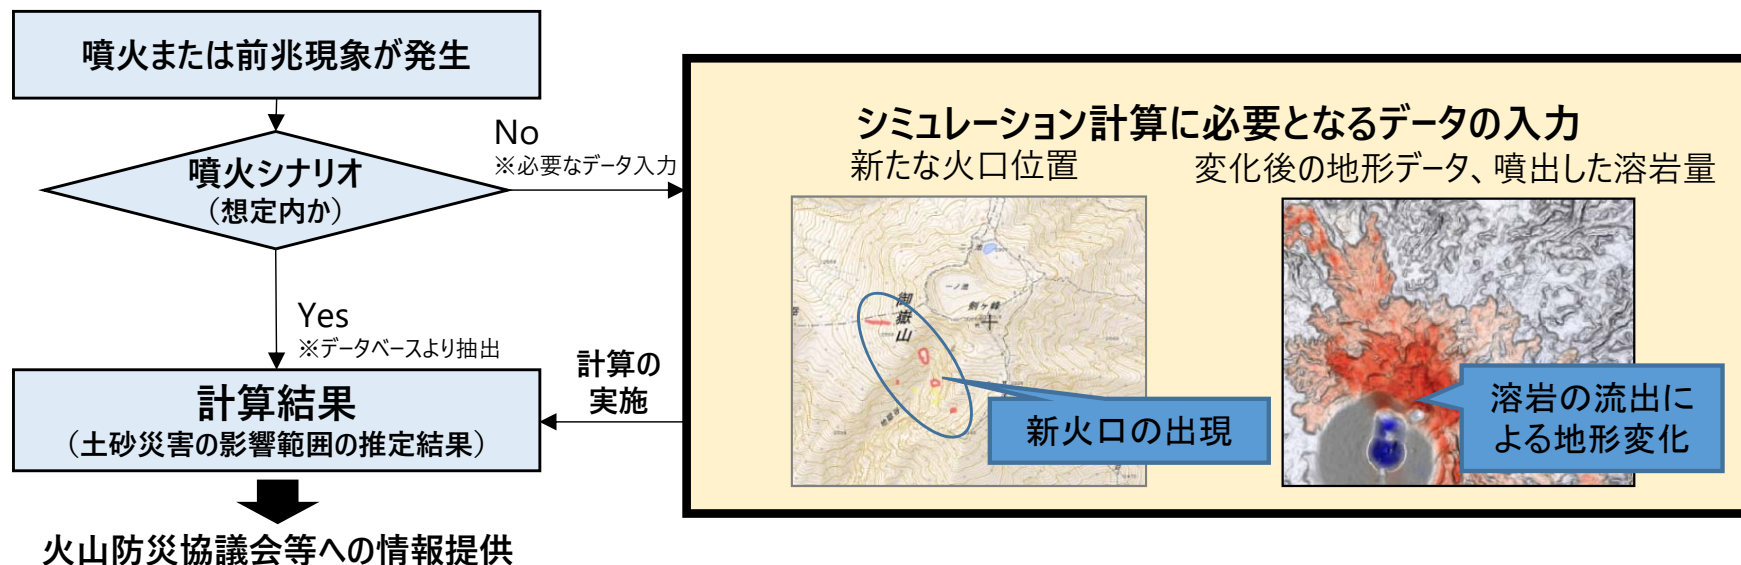 噴火または前兆現象が発生
噴火シナリオ
（想定内か）
No
※必要なデータ入力
Yes
※データベースより抽出
計算結果
（土砂災害の影響範囲の推定結果）
火山防災協議会等への情報提供
計算の
実施
シミュレーション計算に必要となるデータの入力
新たな火口位置
変化後の地形データ、噴出した溶岩量
二ノ池
一ノ池
剣ヶ峰
御嶽山
新火口の出現
溶岩の流出に
よる地形変化